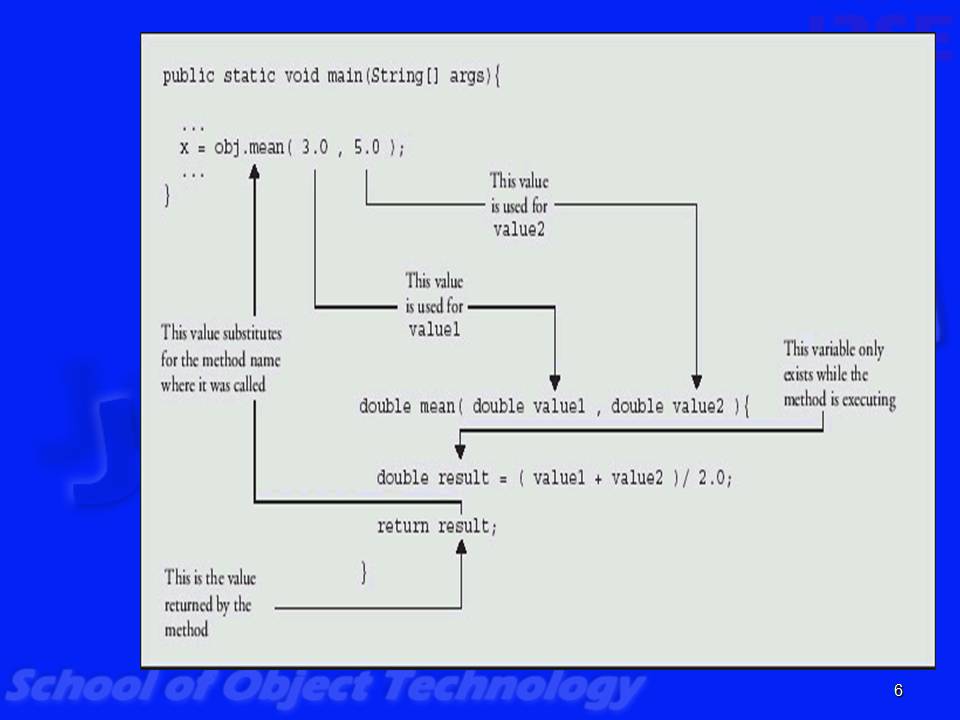 public static void main(String[] args){
...
x = obj.mean( 3.0 , 5.0 );
...
}
This value
is used for
value2
This value
is used for
value1
This value substitutes
for the method name
where it was called
This variable only
exists while the
method is executing
double mean( double value1 , double value2 ){
double result = ( value1 + value2 )/ 2.0;
return result;
}
This is the value
returned by the
method
School of Object Technology
6